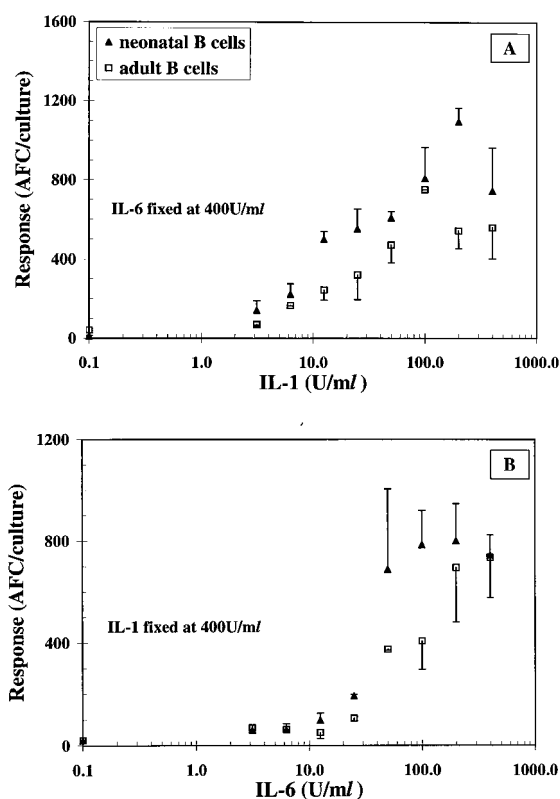 ▲ neonatal B cells
□ adult B cells
A
Response (AFC/culture)
1600
1200
800
400
0
IL-6 fixed at 400U/ml
0.1 1.0 10.0 100.0 1000.0
IL-1 (U/ml)
B
Response (AFC/culture)
1200
800
400
0
IL-1 fixed at 400U/ml
0.1 1.0 10.0 100.0 1000.0
IL-6 (U/ml)